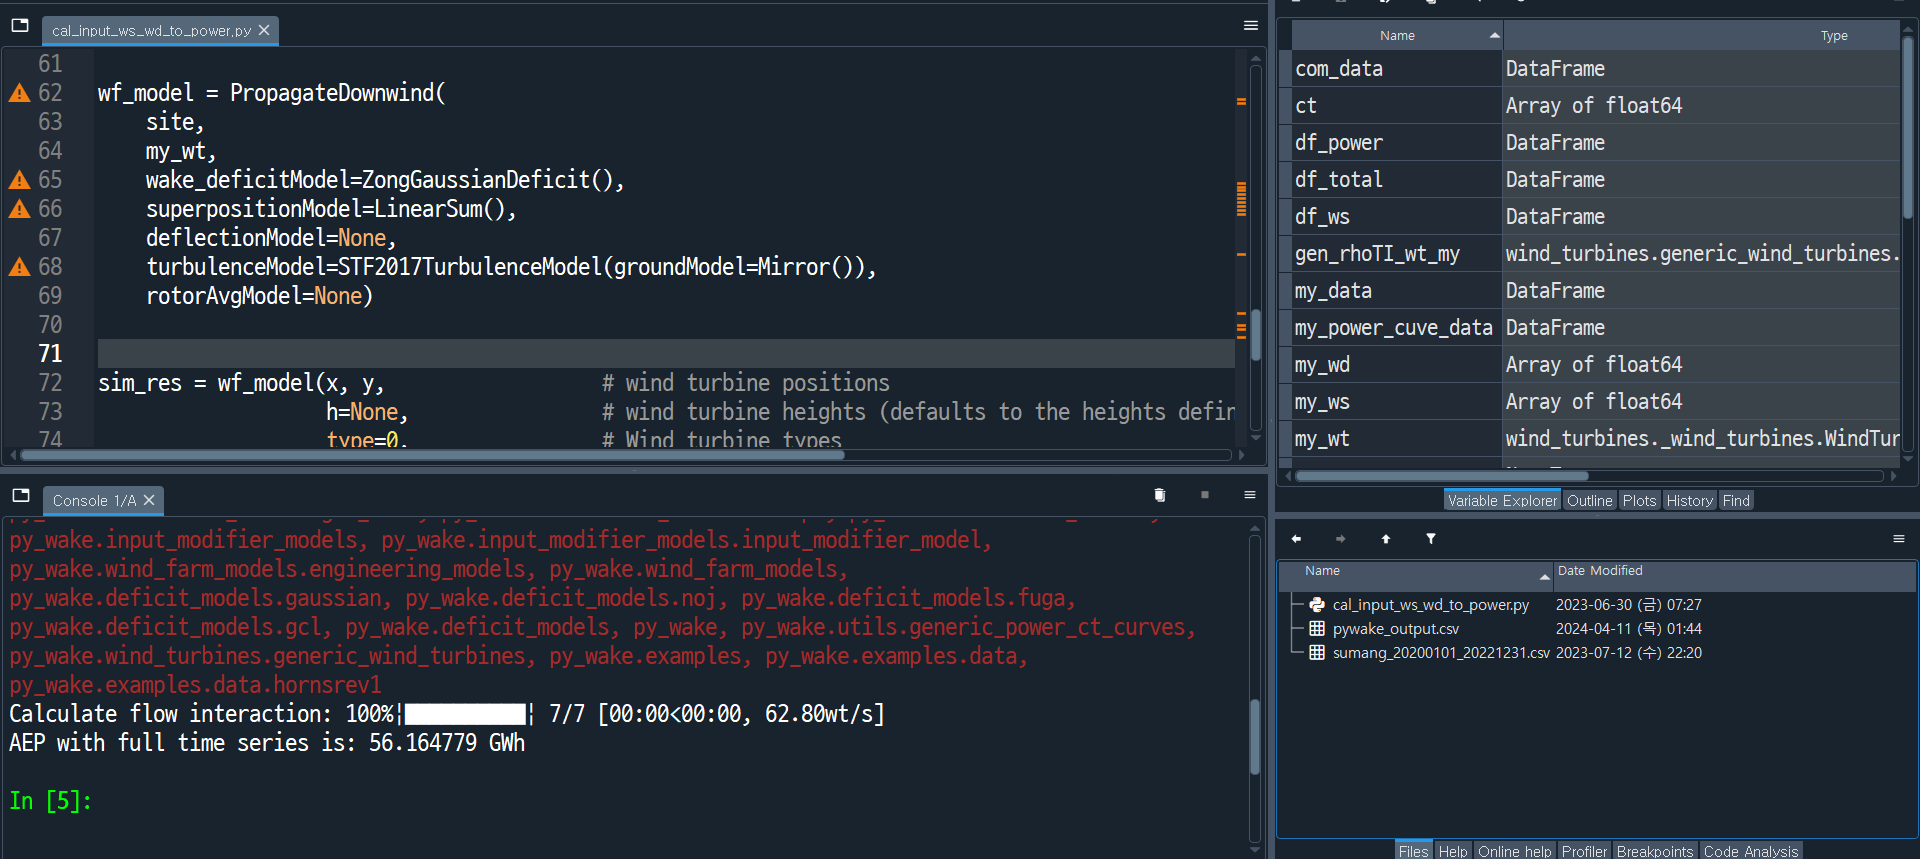 cal_input_ws_wd_to_power.py
61
62 wf_model = PropagateDownwind(
63 site,
64 my_wt,
65 wake_deficitModel=ZongGaussianDeficit(),
66 superpositionModel=LinearSum(),
67 deflectionModel=None,
68 turbulenceModel=STF2017TurbulenceModel(groundModel=Mirror()),
69 rotorAvgModel=None)
70
71
72 sim_res = wf_model(x, y, # wind turbine positions
73 h=None, # wind turbine heights (defaults to the heights defin
74 type=0, # Wind turbine types
Console 1/A
py_wake.input_modifier_models, py_wake.input_modifier_models.input_modifier_model,
py_wake.wind_farm_models.engineering_models, py_wake.wind_farm_models,
py_wake.deficit_models.gaussian, py_wake.deficit_models.noj, py_wake.deficit_models.fuga,
py_wake.deficit_models.gcl, py_wake.deficit_models, py_wake, py_wake.utils.generic_power_ct_curves,
py_wake.wind_turbines.generic_wind_turbines, py_wake.examples, py_wake.examples.data,
py_wake.examples.data.hornsrev1
Calculate flow interaction: 100%|██████████| 7/7 [00:00<00:00, 62.80wt/s]
AEP with full time series is: 56.164779 GWh
In [5]:
Name Type
com_data DataFrame
ct Array of float64
df_power DataFrame
df_total DataFrame
df_ws DataFrame
gen_rhoTI_wt_my wind_turbines.generic_wind_turbines.
my_data DataFrame
my_power_cuve_data DataFrame
my_wd Array of float64
my_ws Array of float64
my_wt wind_turbines._wind_turbines.WindTur
Variable Explorer Outline Plots History Find
Name Date Modified
cal_input_ws_wd_to_power.py 2023-06-30 (금) 07:27
pywake_output.csv 2024-04-11 (목) 01:44
sumang_20200101_20221231.csv 2023-07-12 (수) 22:20
Files Help Online help Profiler Breakpoints Code Analysis